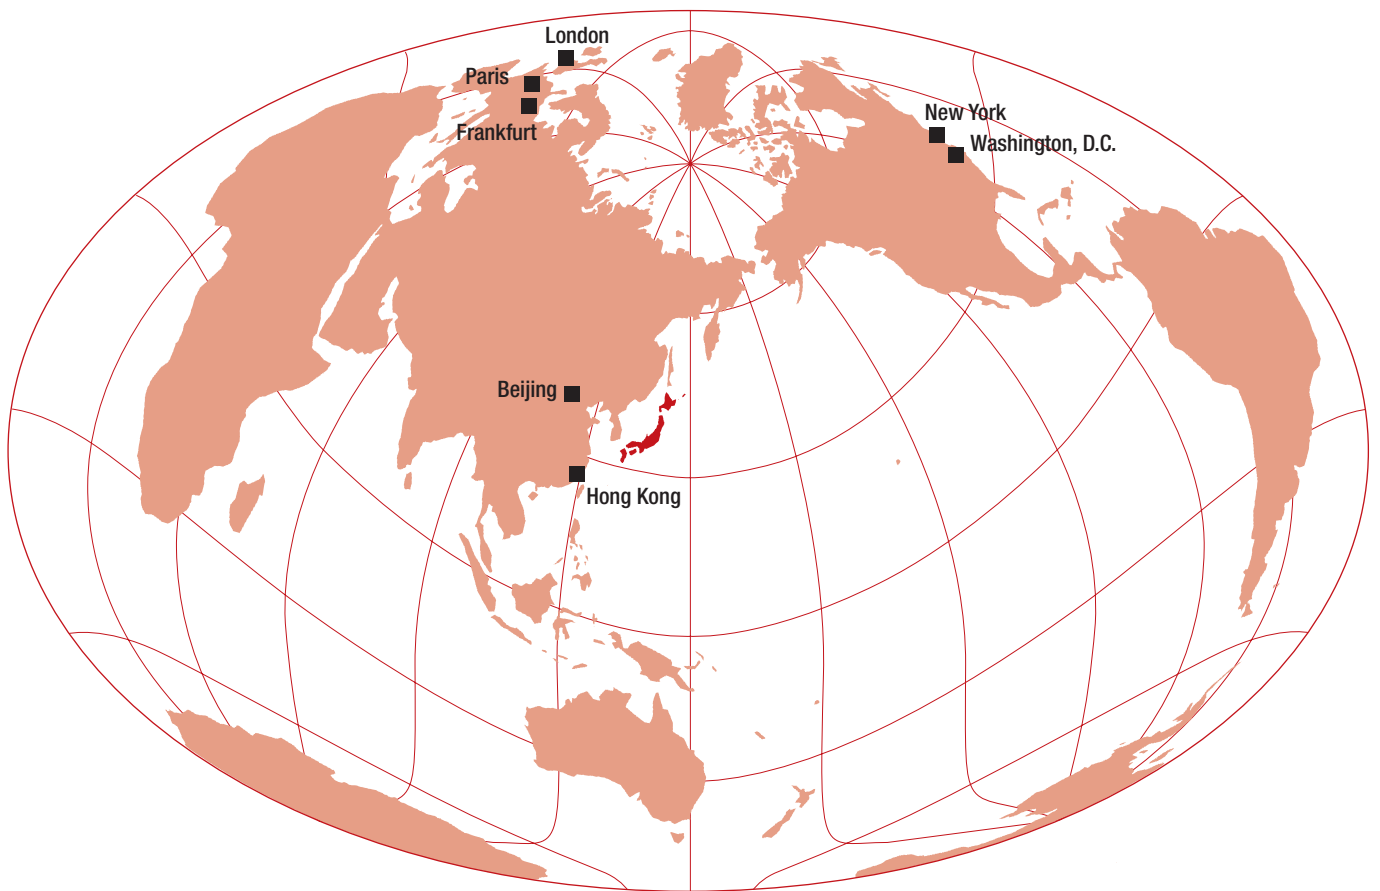 London
Paris
Frankfurt
New York
Washington, D.C.
Beijing
Hong Kong